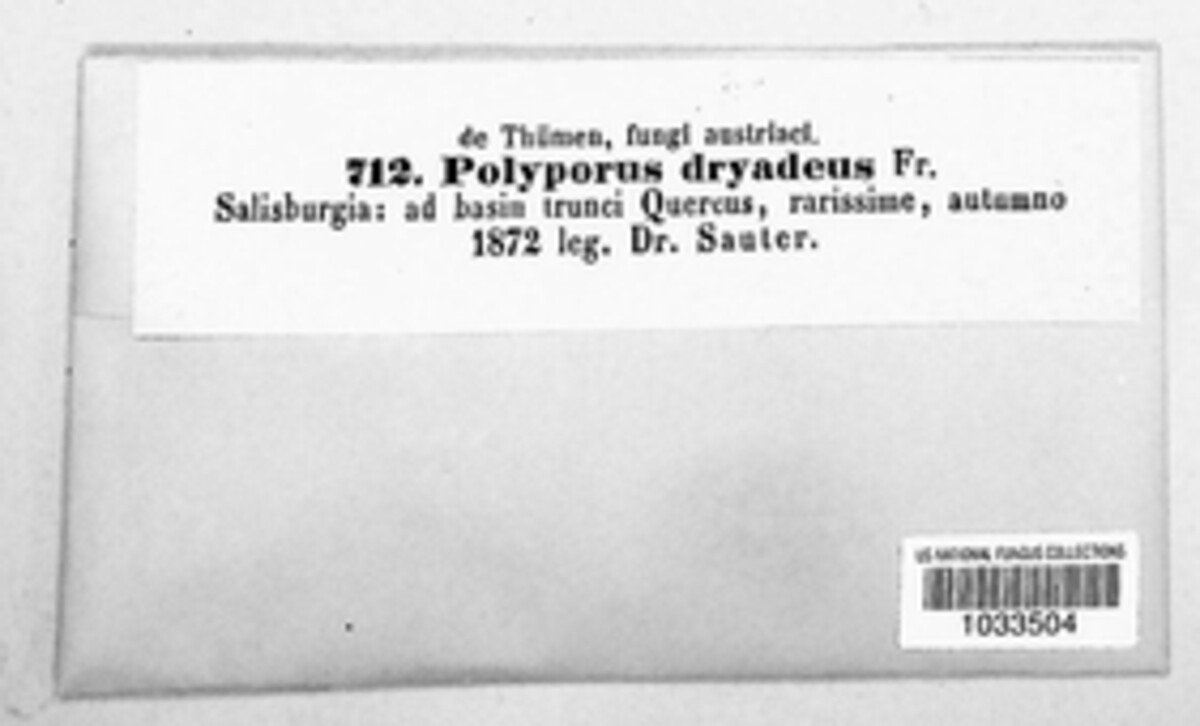 de Thümen, fungi austriaci.
712. Polyporus dryadeus Fr.
Salisburgia: ad basin trunci Quercus, rarissime, autumno
1872 leg. Dr. Sauter.
US NATIONAL FUNGUS COLLECTIONS
1033504